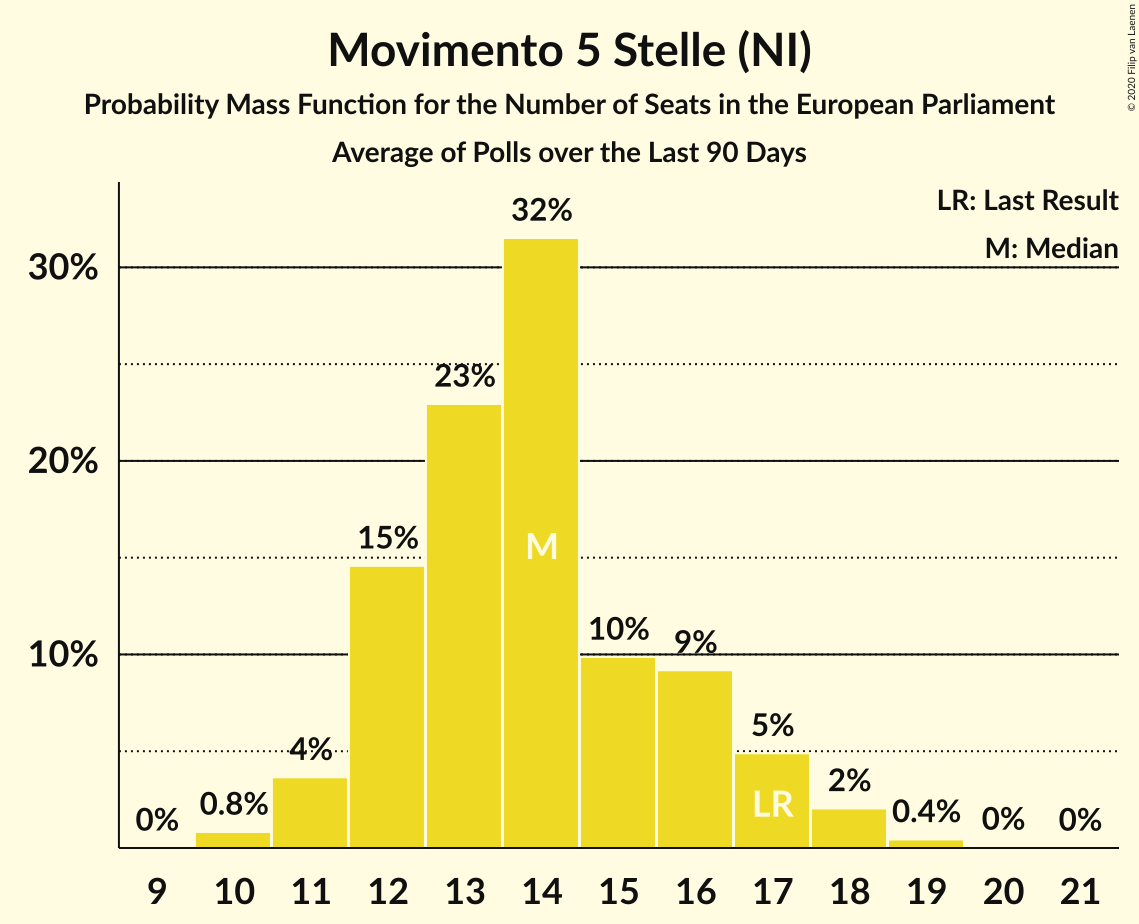 Movimento 5 Stelle (NI)
Probability Mass Function for the Number of Seats in the European Parliament
Average of Polls over the Last 90 Days
© 2020 Filip van Laenen
LR: Last Result
M: Median
30%
20%
10%
0%
0.8%
4%
15%
23%
32%
10%
9%
5%
2%
0.4%
0%
0%
M
LR
9 10 11 12 13 14 15 16 17 18 19 20 21